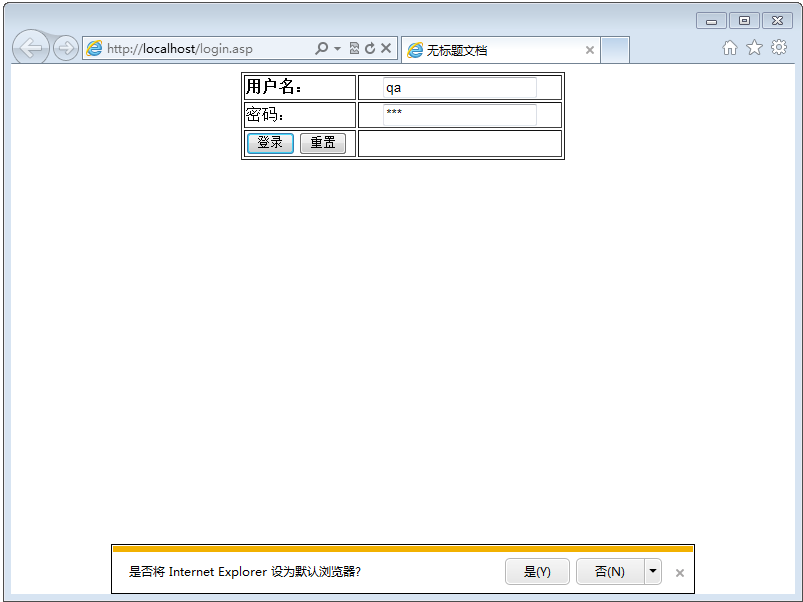 http://localhost/login.asp
无标题文档
用户名：
qa
密码：
***
登录 重置
是否将 Internet Explorer 设为默认浏览器?
是(Y)
否(N)